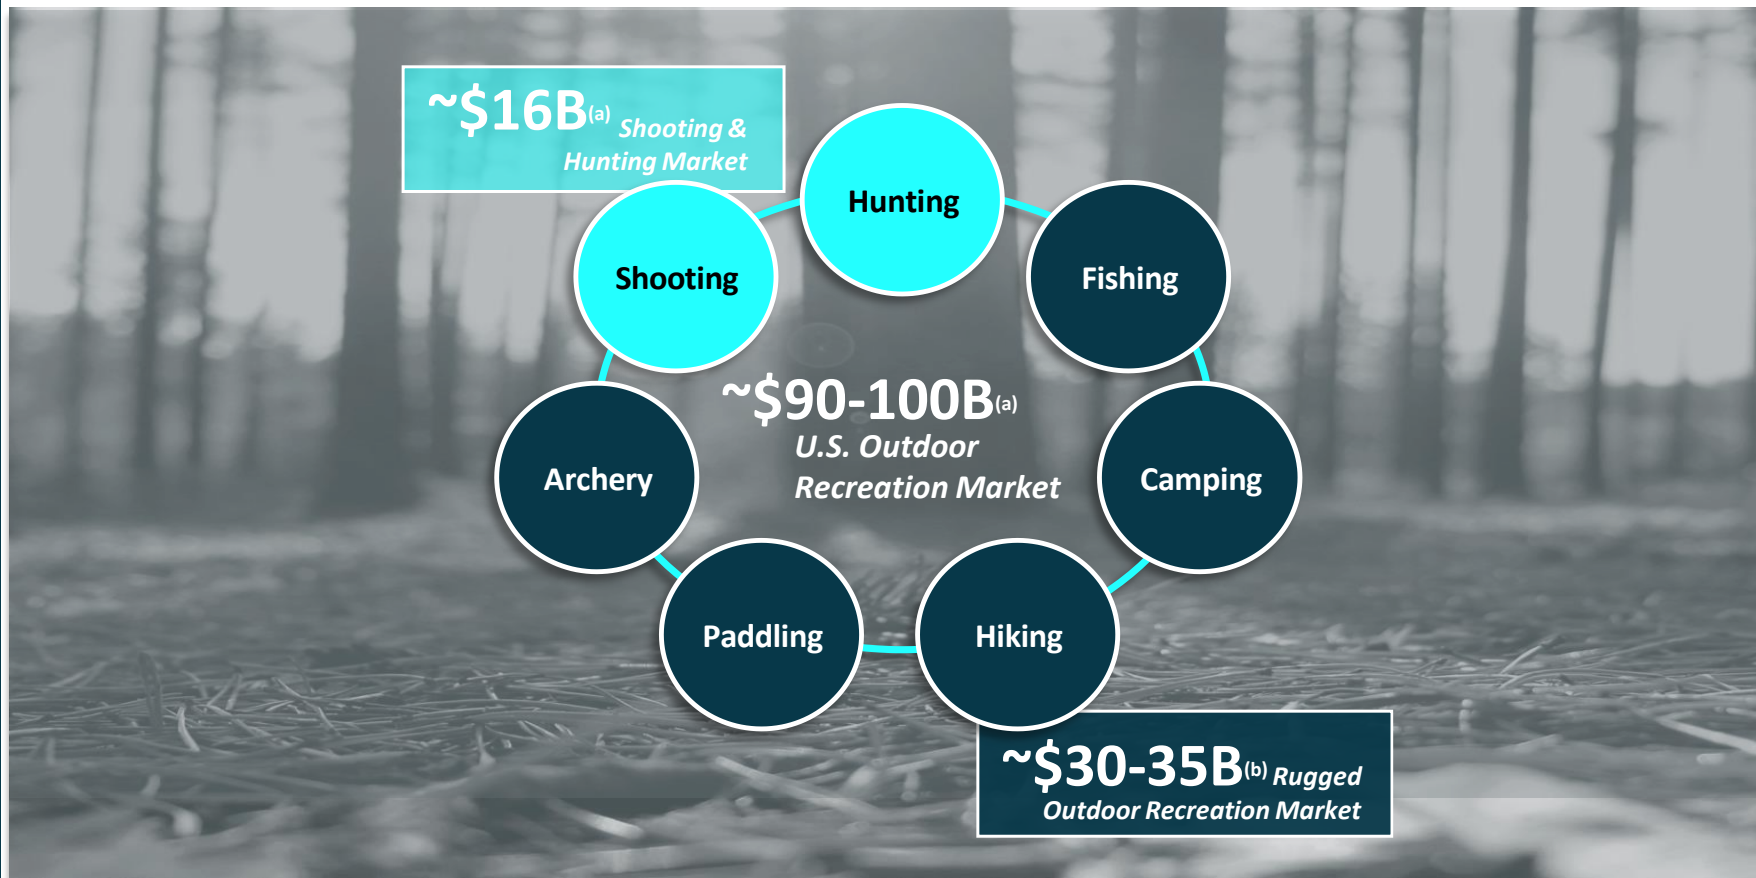 ~$16B(a) Shooting &
Hunting Market
Hunting
Shooting
Fishing
~$90-100B(a)
U.S. Outdoor
Recreation Market
Archery
Camping
Paddling
Hiking
~$30-35B(b) Rugged
Outdoor Recreation Market